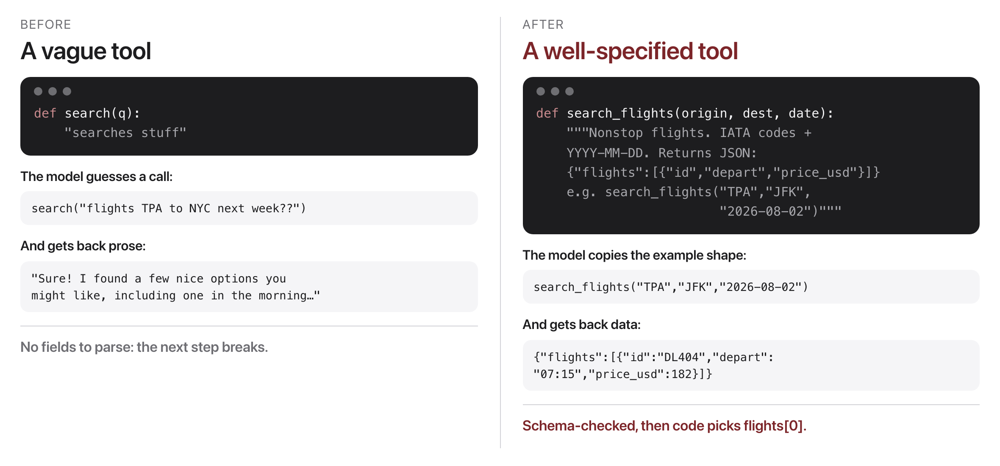 BEFORE
A vague tool
def search(q):
    "searches stuff"
The model guesses a call:
search("flights TPA to NYC next week??")
And gets back prose:
"Sure! I found a few nice options you
might like, including one in the morning…"
No fields to parse: the next step breaks.
AFTER
A well-specified tool
def search_flights(origin, dest, date):
    """Nonstop flights. IATA codes +
    YYYY-MM-DD. Returns JSON:
    {"flights":[{"id","depart","price_usd"}]}
    e.g. search_flights("TPA","JFK",
                        "2026-08-02")"""
The model copies the example shape:
search_flights("TPA","JFK","2026-08-02")
And gets back data:
{"flights":[{"id":"DL404","depart":
"07:15","price_usd":182}]}
Schema-checked, then code picks flights[0].